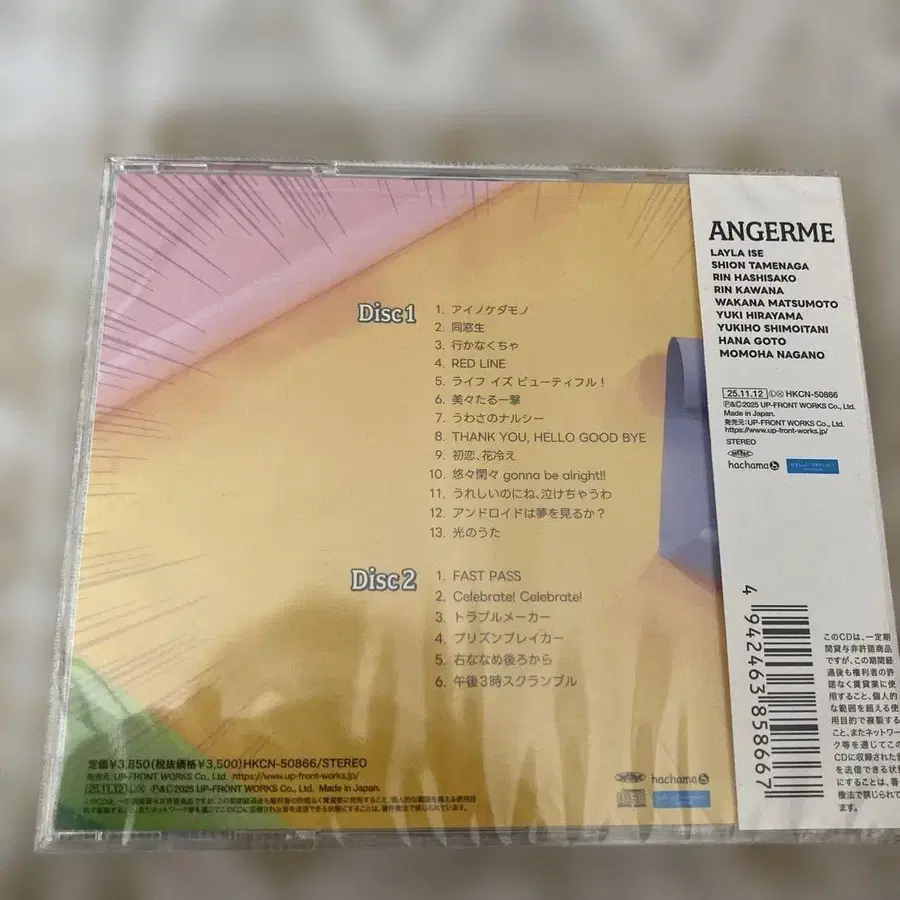 Disc 1
1. アイノケダモノ
2. 同窓生
3. 行かなくちゃ
4. RED LINE
5. ライフ イズ ビューティフル！
6. 美々たる一撃
7. うわさのナルシー
8. THANK YOU, HELLO GOOD BYE
9. 初恋、花冷え
10. 悠々閑々 gonna be alright!!
11. うれしいのにね、泣けちゃうわ
12. アンドロイドは夢を見るか？
13. 光のうた
Disc 2
1. FAST PASS
2. Celebrate! Celebrate!
3. トラブルメーカー
4. プリズンブレイカー
5. 右ななめ後ろから
6. 午後3時スクランブル
定価￥3,850(税抜価格￥3,500)HKCN-50866/STEREO
発売元:UP-FRONT WORKS Co., Ltd. https://www.up-front-works.jp/
25.11.12 ⓁⓍ ℗&©2025 UP-FRONT WORKS Co., Ltd. Made in Japan.
hachama
ANGERME
LAYLA ISE
SHION TAMENAGA
RIN HASHISAKO
RIN KAWANA
WAKANA MATSUMOTO
YUKI HIRAYAMA
YUKIHO SHIMOITANI
HANA GOTO
MOMOHA NAGANO
25.11.12 ⓁⓍ HKCN-50866
℗&©2025 UP-FRONT WORKS Co., Ltd.
Made in Japan.
発売元:UP-FRONT WORKS Co., Ltd.
https://www.up-front-works.jp/
STEREO
hachama
4 942463 858667
このCDは、一定期
間貸与非許諾商品
ですが、この期間経
過後も権利者の許
諾なく賃貸業に使
用すること、個人的
な範囲を超える使
用目的で複製する
こと、またネットワー
ク等を通じてこの
CDに収録された音
を送信できる状態
にすることは、著
作権法で禁じられて
います。